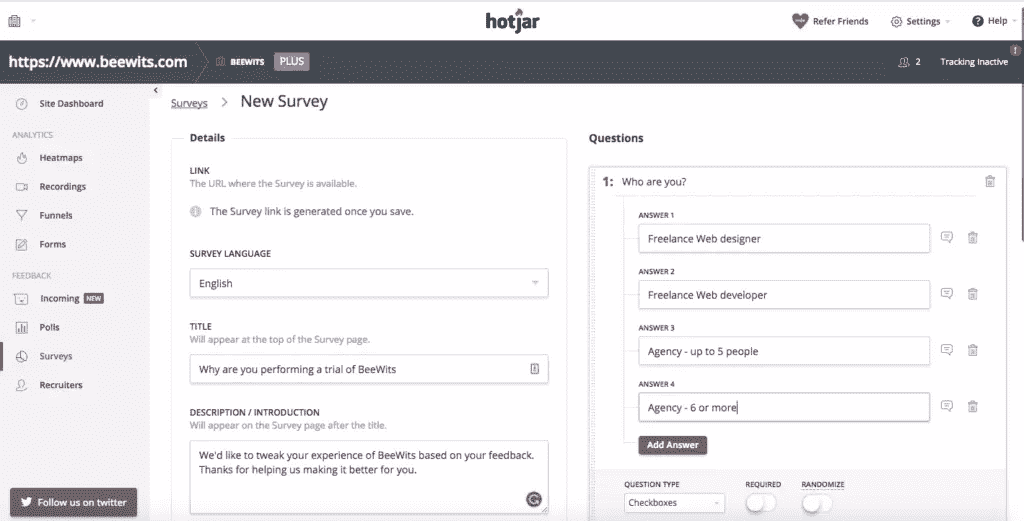 hotjar
Refer Friends
Settings
Help
https://www.beewits.com
BEEWITS
PLUS
2
Tracking Inactive
Site Dashboard
ANALYTICS
Heatmaps
Recordings
Funnels
Forms
FEEDBACK
Incoming NEW
Polls
Surveys
Recruiters
Follow us on twitter
Surveys > New Survey
Details
LINK
The URL where the Survey is available.
The Survey link is generated once you save.
SURVEY LANGUAGE
English
TITLE
Will appear at the top of the Survey page.
Why are you performing a trial of BeeWits
DESCRIPTION / INTRODUCTION
Will appear on the Survey page after the title.
We'd like to tweak your experience of BeeWits based on your feedback.
Thanks for helping us making it better for you.
Questions
1: Who are you?
ANSWER 1
Freelance Web designer
ANSWER 2
Freelance Web developer
ANSWER 3
Agency - up to 5 people
ANSWER 4
Agency - 6 or more
Add Answer
QUESTION TYPE
Checkboxes
REQUIRED
RANDOMIZE